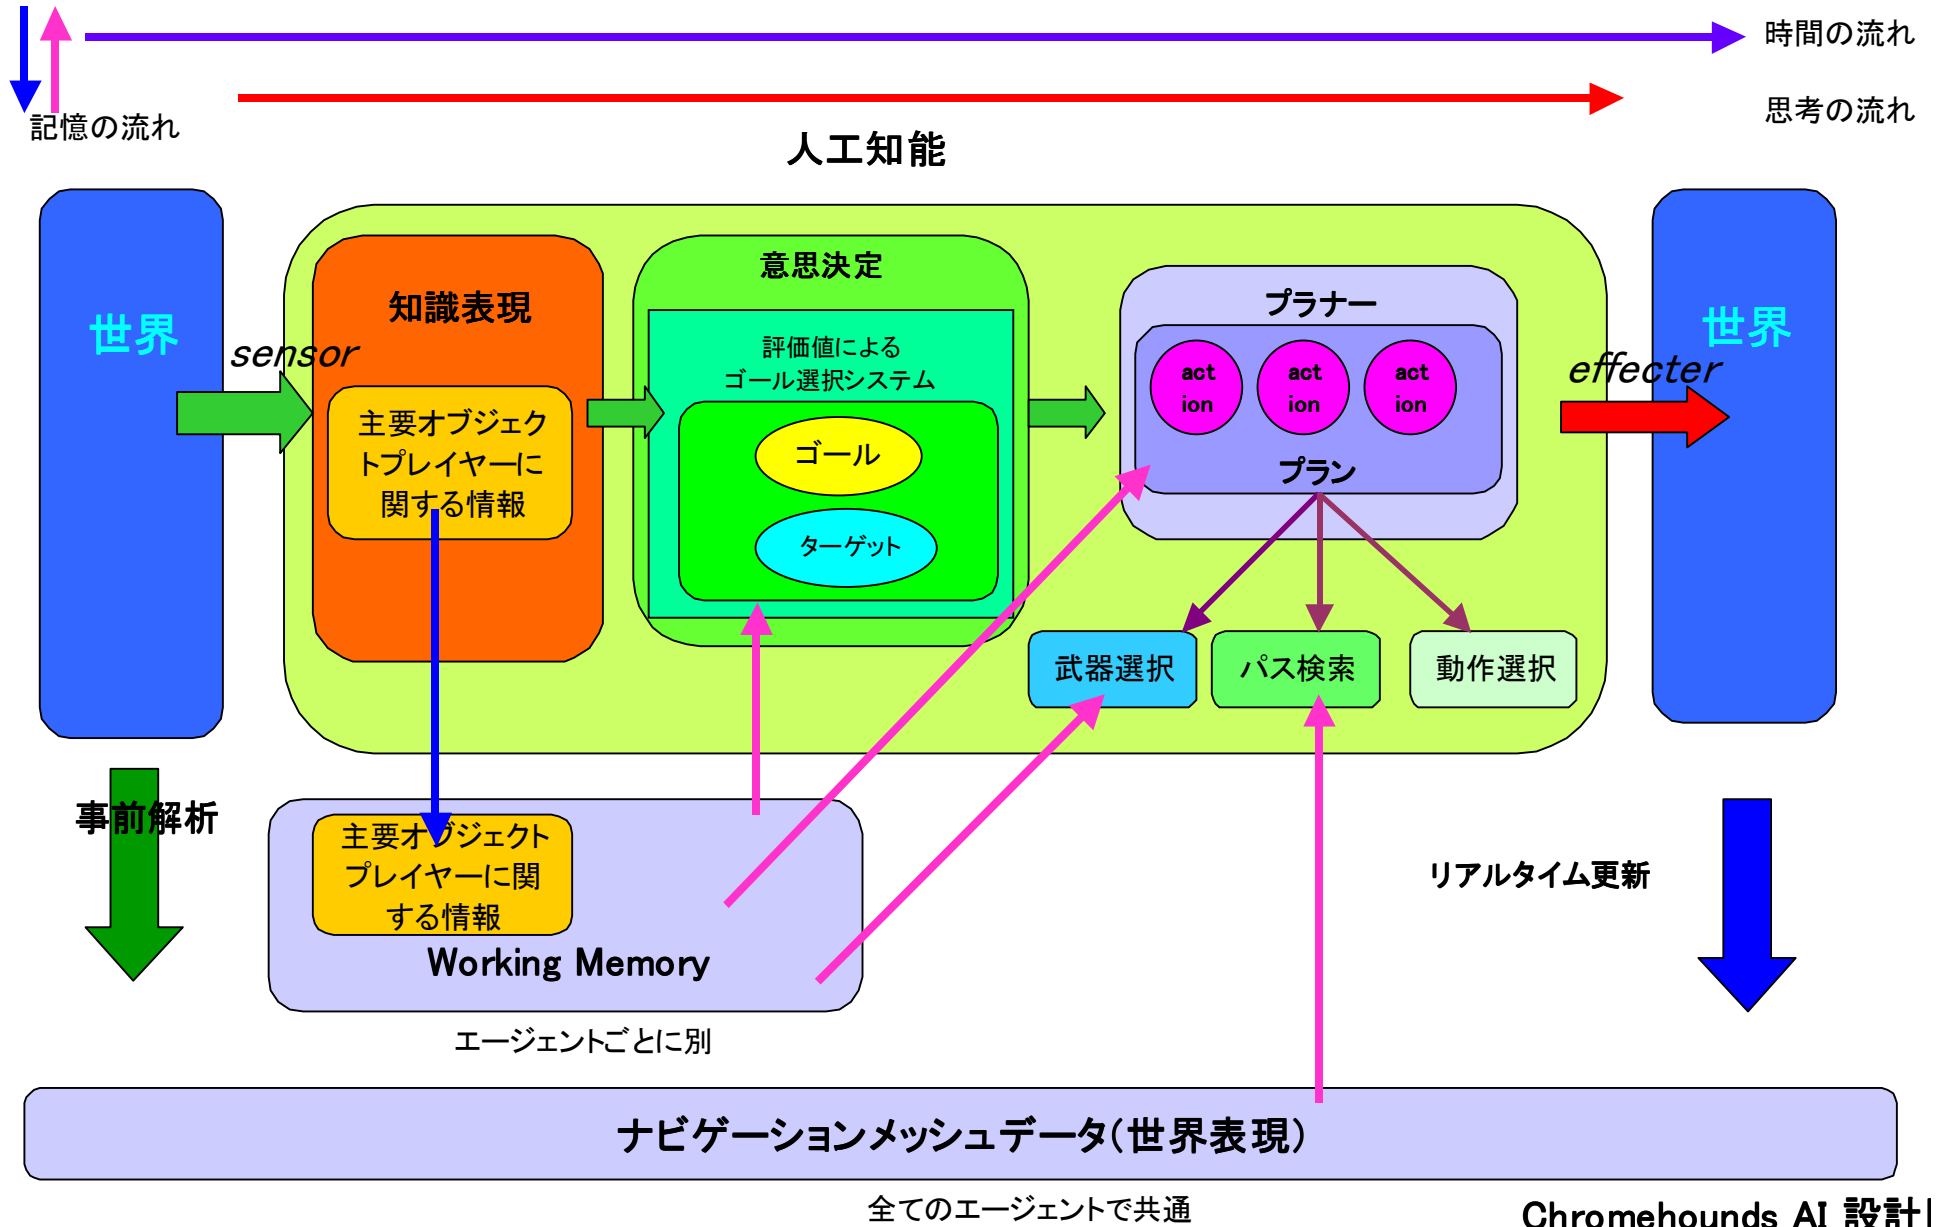 時間の流れ
思考の流れ
記憶の流れ
人工知能
世界
sensor
知識表現
主要オブジェク
トプレイヤーに
関する情報
意思決定
評価値による
ゴール選択システム
ゴール
ターゲット
プラナー
act
ion
act
ion
act
ion
プラン
effecter
世界
武器選択
パス検索
動作選択
事前解析
主要オブジェクト
プレイヤーに関
する情報
Working Memory
エージェントごとに別
リアルタイム更新
ナビゲーションメッシュデータ(世界表現)
全てのエージェントで共通
Chromehounds AI 設計